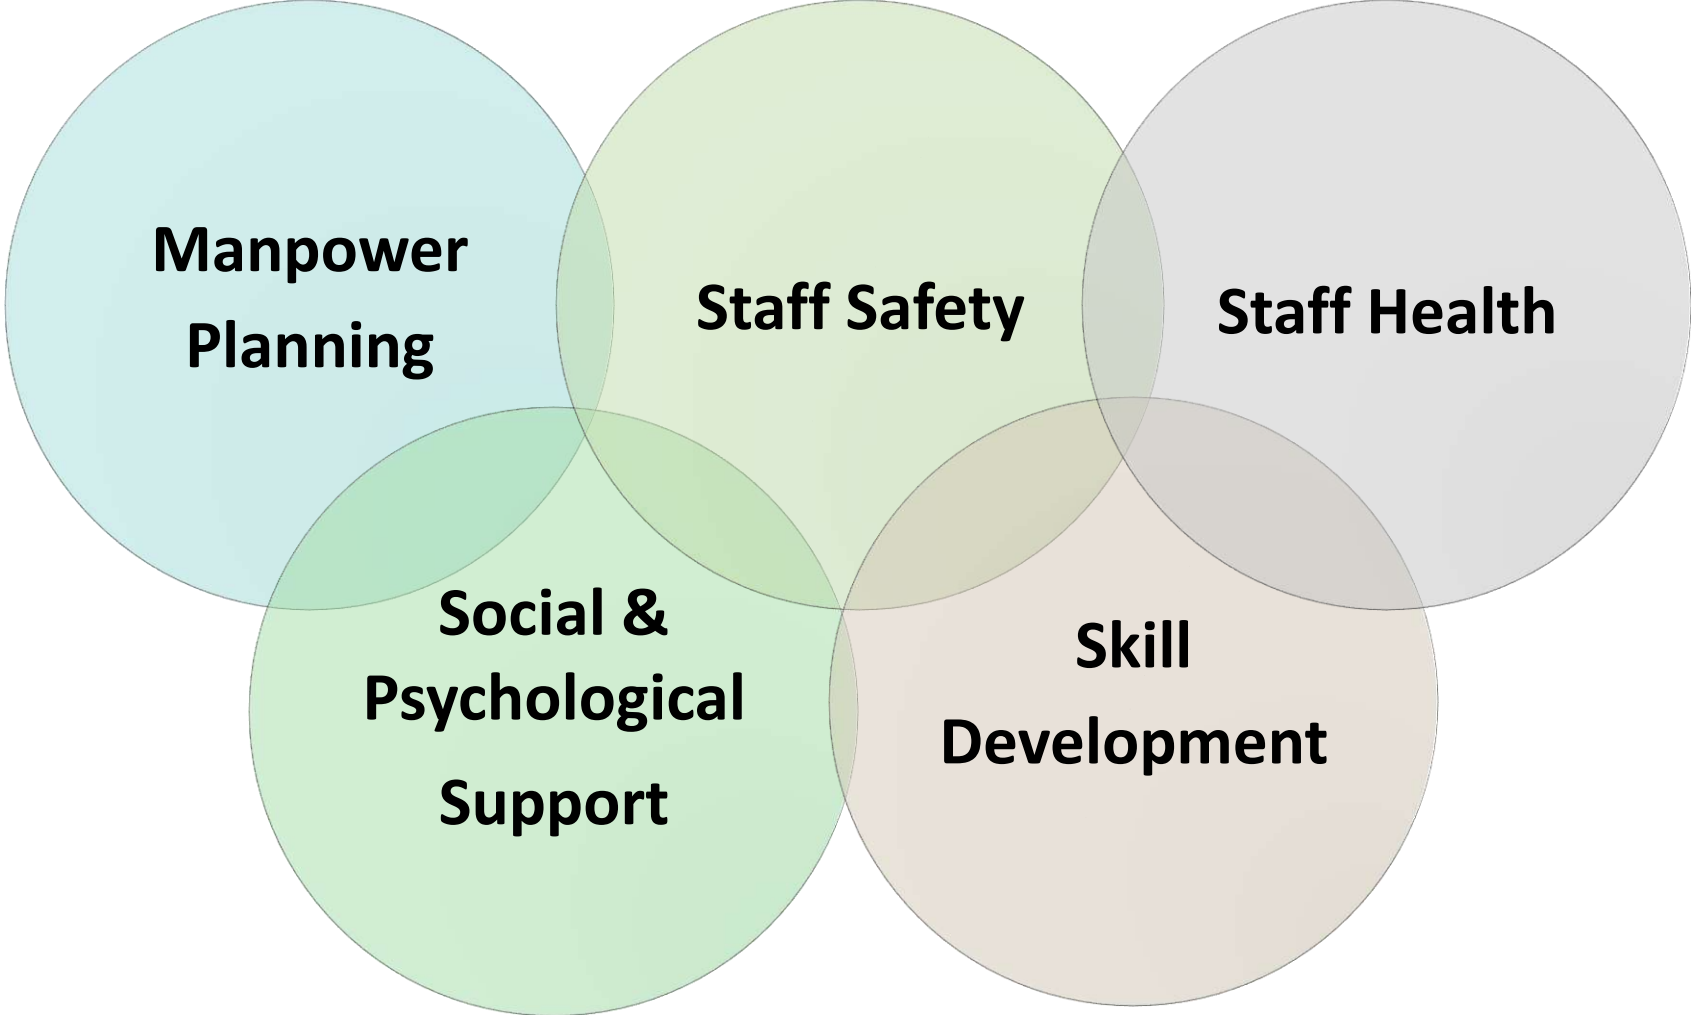 Manpower
Planning
Staff Safety
Staff Health
Social &
Psychological
Support
Skill
Development